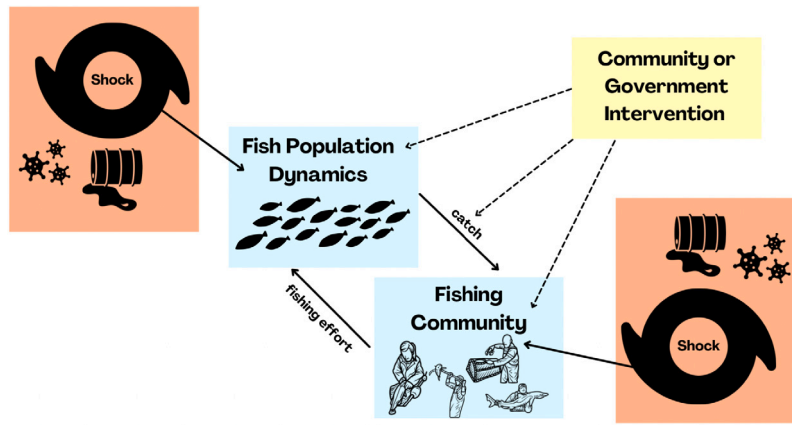 Shock
Community or
Government
Intervention
Fish Population
Dynamics
catch
fishing effort
Fishing
Community
Shock